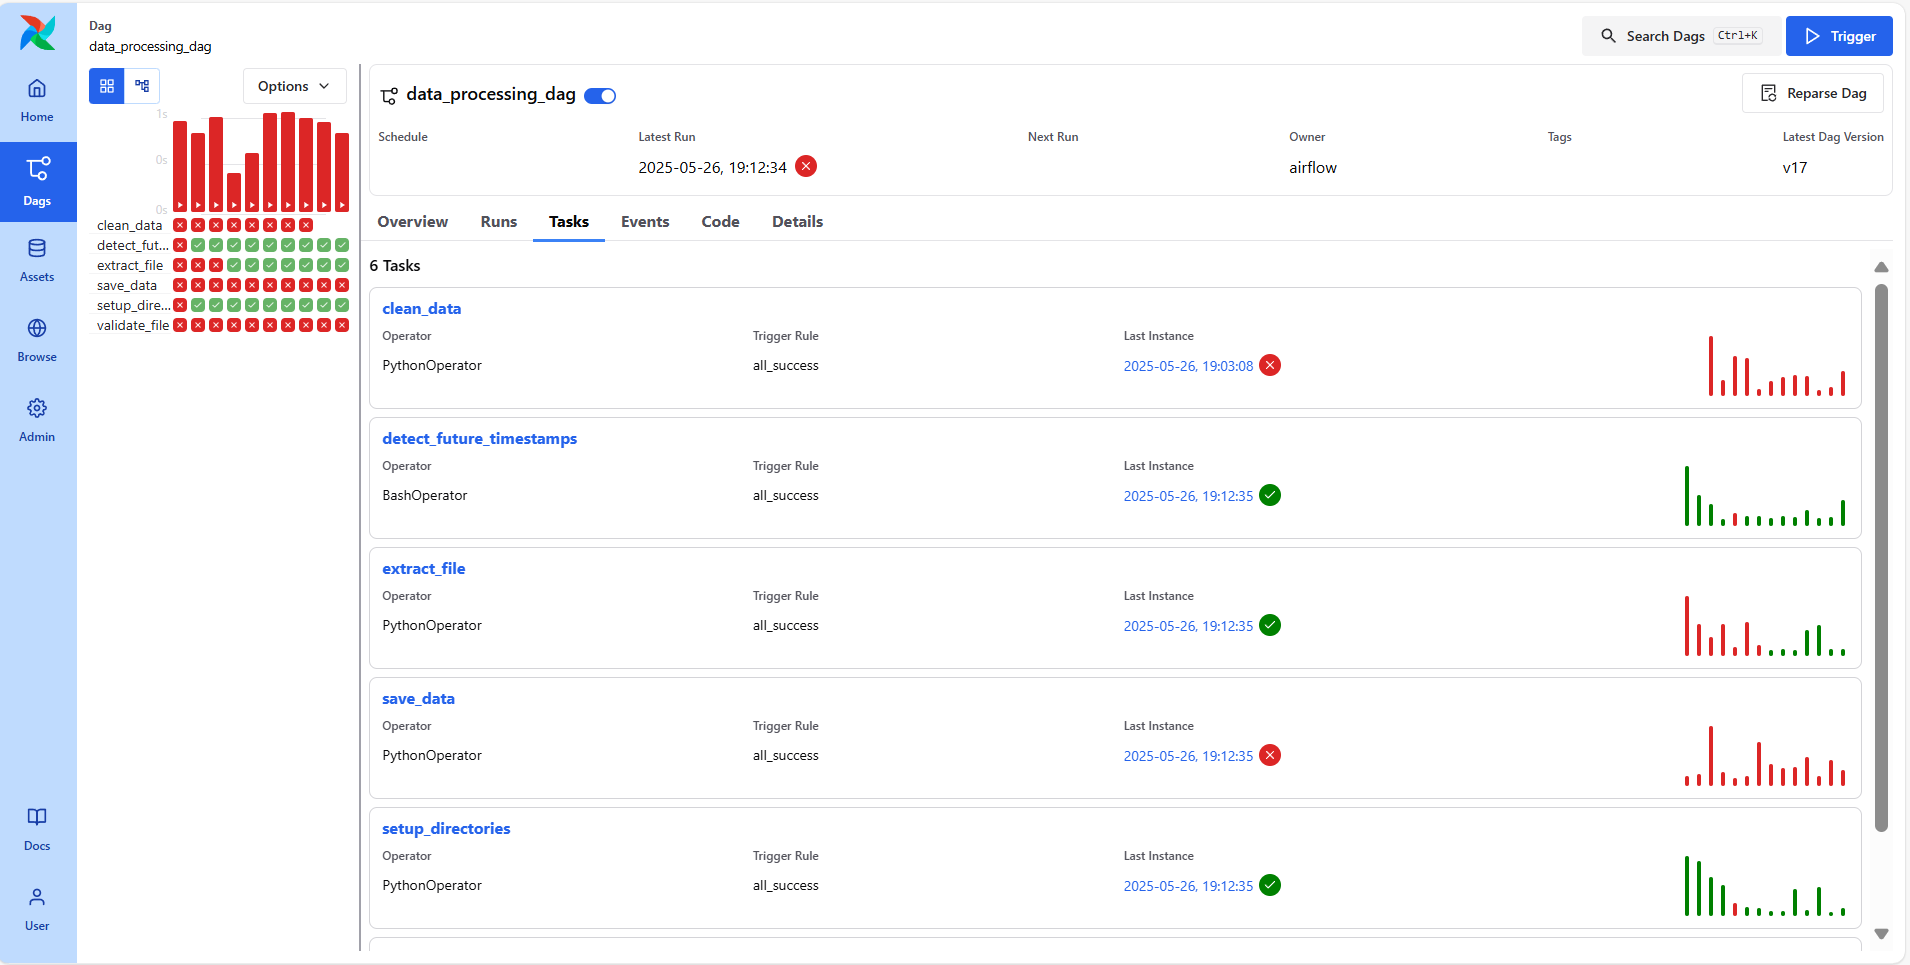 Dag
data_processing_dag
Search Dags Ctrl+K
Trigger
Home
Dags
Assets
Browse
Admin
Docs
User
Options
1s
0s
0s
clean_data
detect_fut...
extract_file
save_data
setup_dire...
validate_file
data_processing_dag
Reparse Dag
Schedule Latest Run Next Run Owner Tags Latest Dag Version
2025-05-26, 19:12:34 airflow v17
Overview Runs Tasks Events Code Details
6 Tasks
clean_data
Operator Trigger Rule Last Instance
PythonOperator all_success 2025-05-26, 19:03:08
detect_future_timestamps
Operator Trigger Rule Last Instance
BashOperator all_success 2025-05-26, 19:12:35
extract_file
Operator Trigger Rule Last Instance
PythonOperator all_success 2025-05-26, 19:12:35
save_data
Operator Trigger Rule Last Instance
PythonOperator all_success 2025-05-26, 19:12:35
setup_directories
Operator Trigger Rule Last Instance
PythonOperator all_success 2025-05-26, 19:12:35